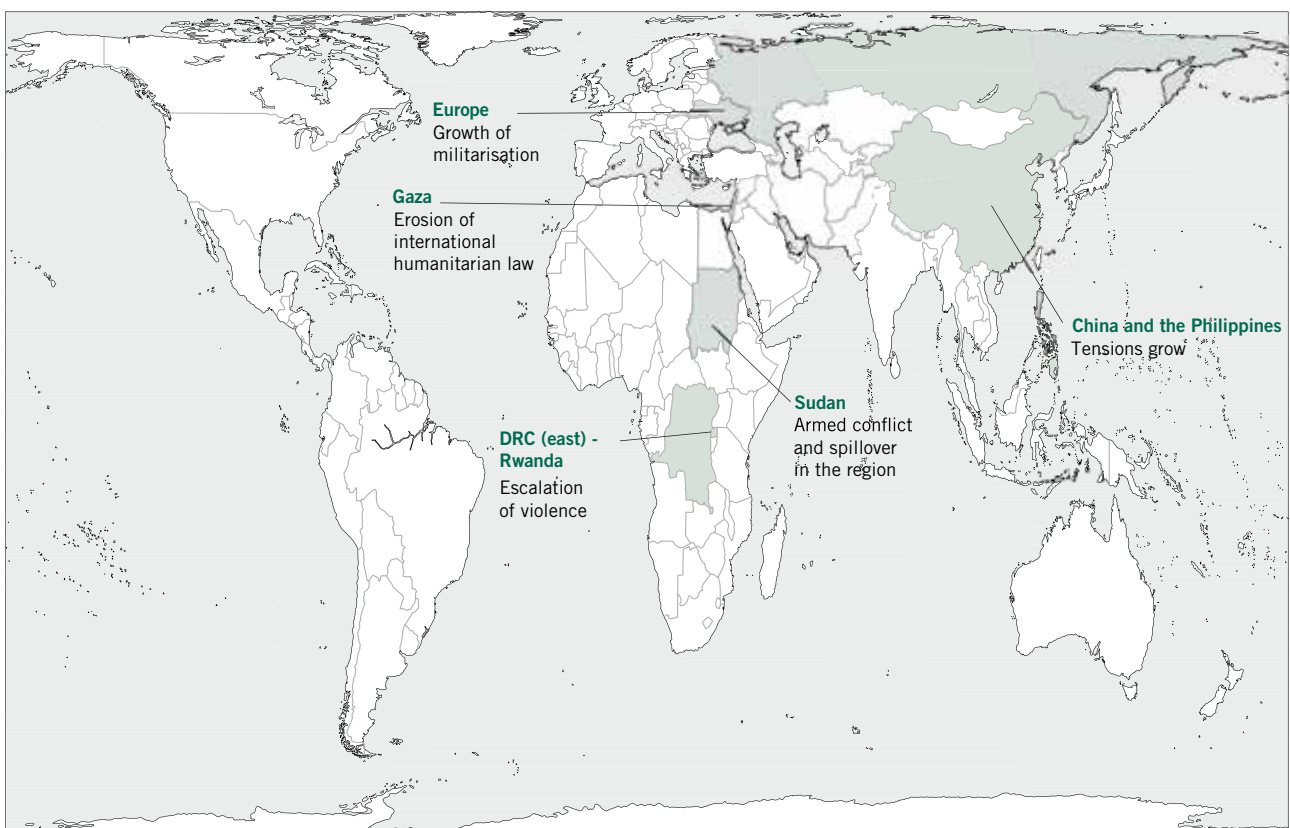 Europe
Growth of
militarisation
Gaza
Erosion of
international
humanitarian law
China and the Philippines
Tensions grow
Sudan
Armed conflict
and spillover
in the region
DRC (east) -
Rwanda
Escalation
of violence